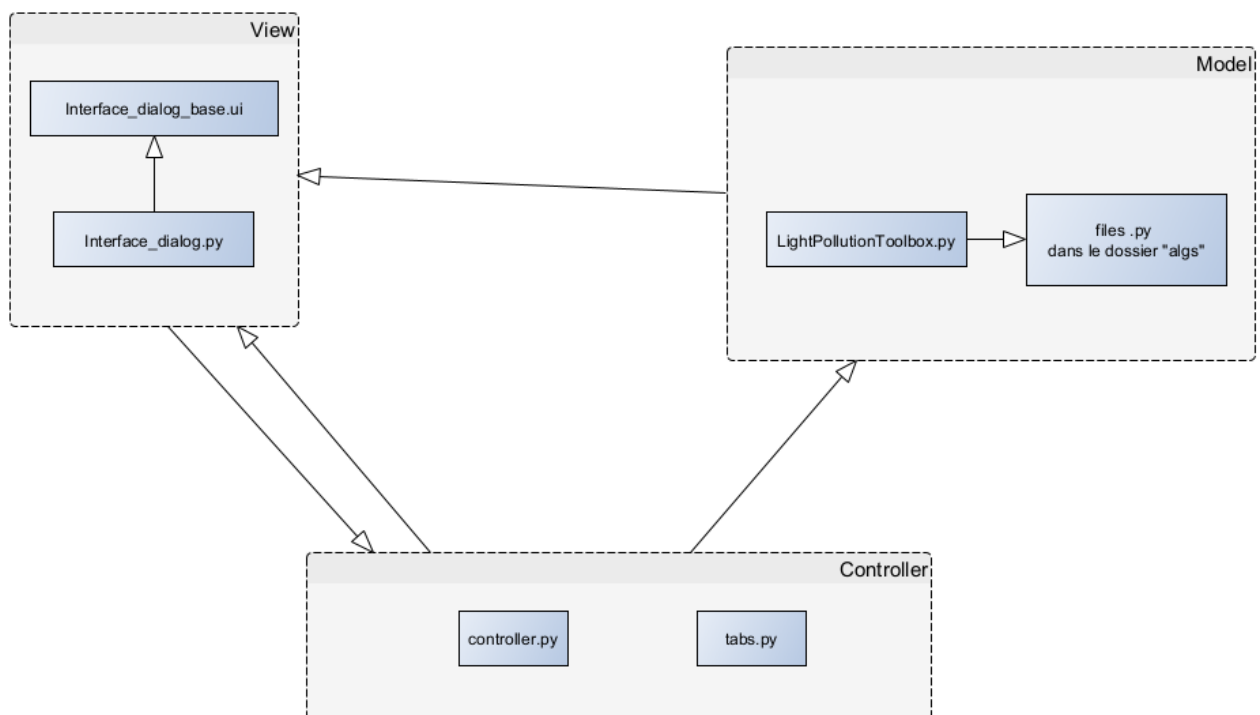 View
Interface_dialog_base.ui
Interface_dialog.py
Model
LightPollutionToolbox.py
files .py
dans le dossier "algs"
Controller
controller.py
tabs.py